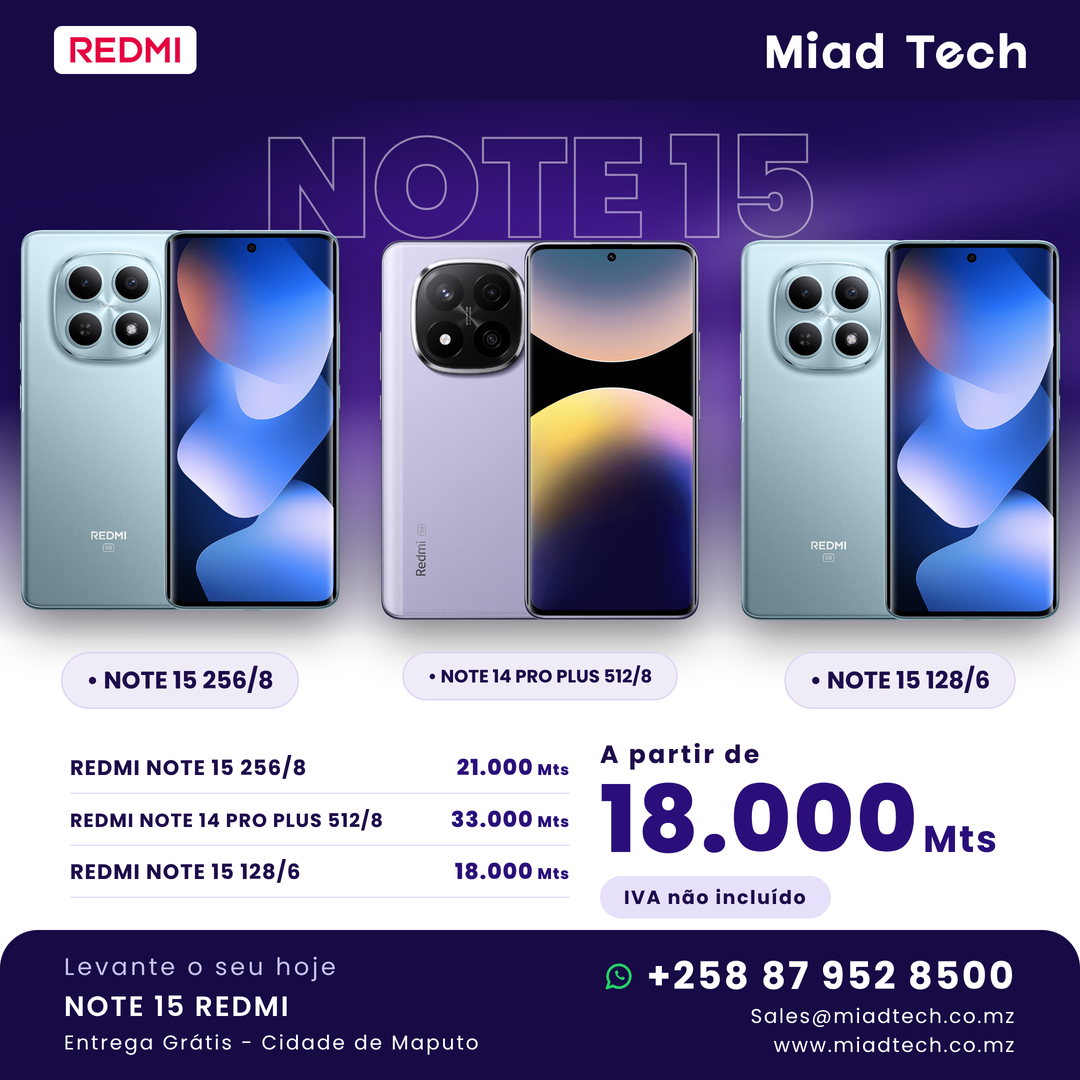 REDMI
Miad Tech
NOTE 15
REDMI
5G
Redmi 5G
REDMI
5G
• NOTE 15 256/8
• NOTE 14 PRO PLUS 512/8
• NOTE 15 128/6
REDMI NOTE 15 256/8 21.000 Mts
REDMI NOTE 14 PRO PLUS 512/8 33.000 Mts
REDMI NOTE 15 128/6 18.000 Mts
A partir de
18.000 Mts
IVA não incluído
Levante o seu hoje
NOTE 15 REDMI
Entrega Grátis - Cidade de Maputo
+258 87 952 8500
Sales@miadtech.co.mz
www.miadtech.co.mz